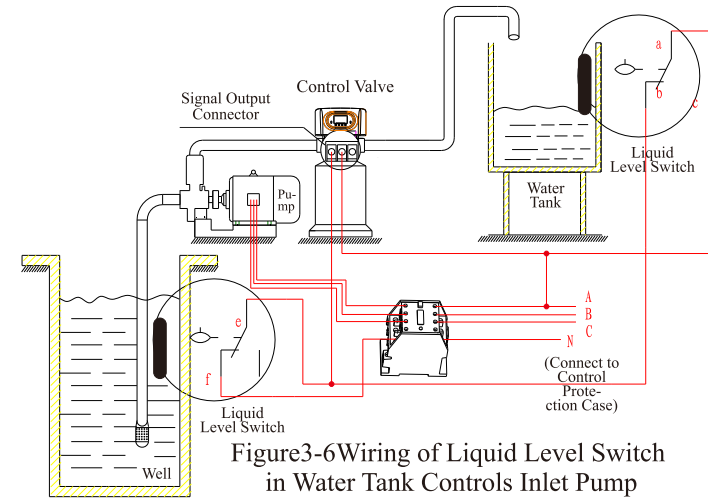 Control Valve
Signal Output
Connector
a
b
c
Liquid
Level Switch
Water
Tank
Pu-
mp
A
B
C
N
(Connect to
Control
Prote-
ction Case)
e
f
Liquid
Level Switch
Well
Figure3-6Wiring of Liquid Level Switch
in Water Tank Controls Inlet Pump